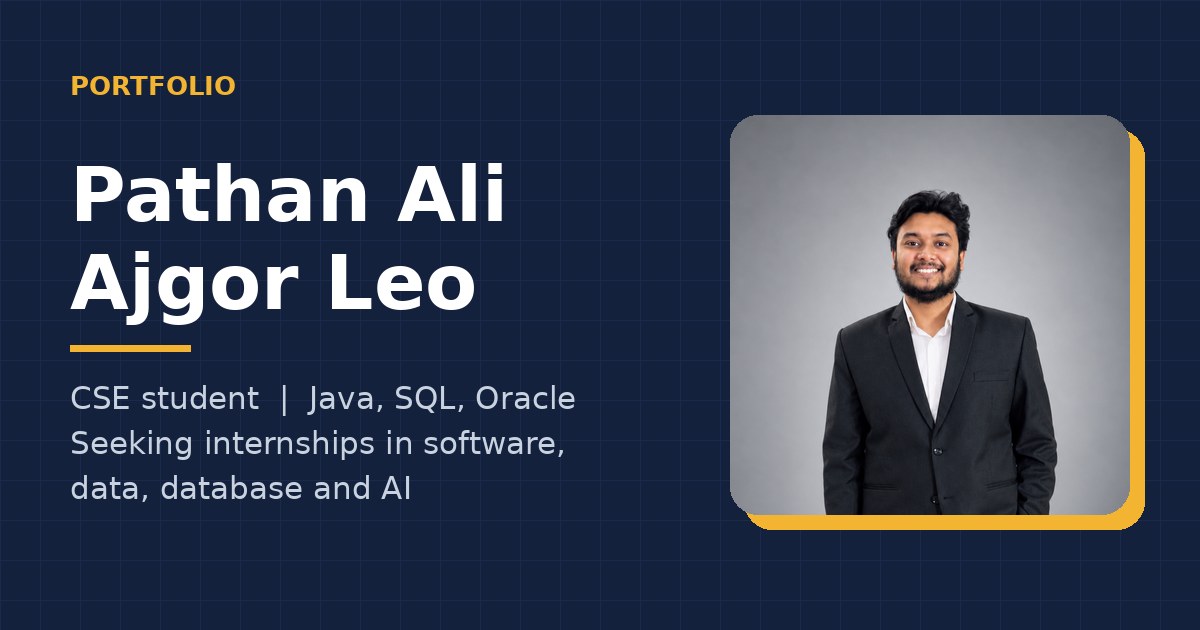 PORTFOLIO
Pathan Ali
Ajgor Leo
CSE student | Java, SQL, Oracle
Seeking internships in software,
data, database and AI